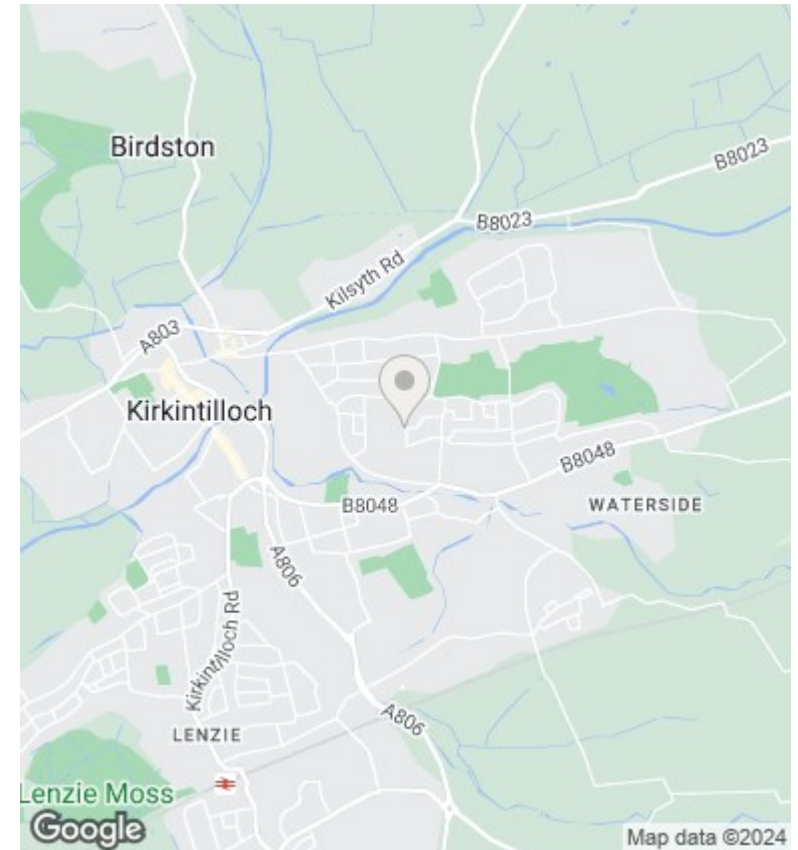 Birdston
B8023
B8023
Kilsyth Rd
A803
Kirkintilloch
B8048
B8048
WATERSIDE
A806
Kirkintilloch Rd
A806
LENZIE
Lenzie Moss
Google
Map data ©2024